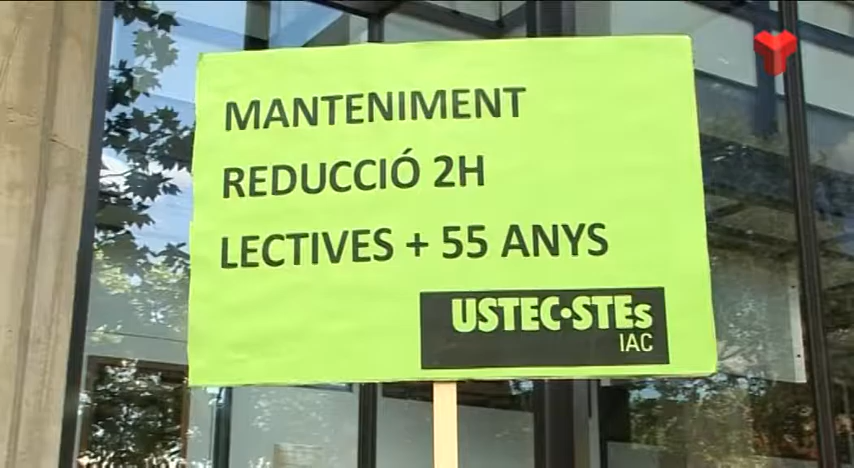 MANTENIMENT
REDUCCIÓ 2H
LECTIVES + 55 ANYS
USTEC·STEs
IAC